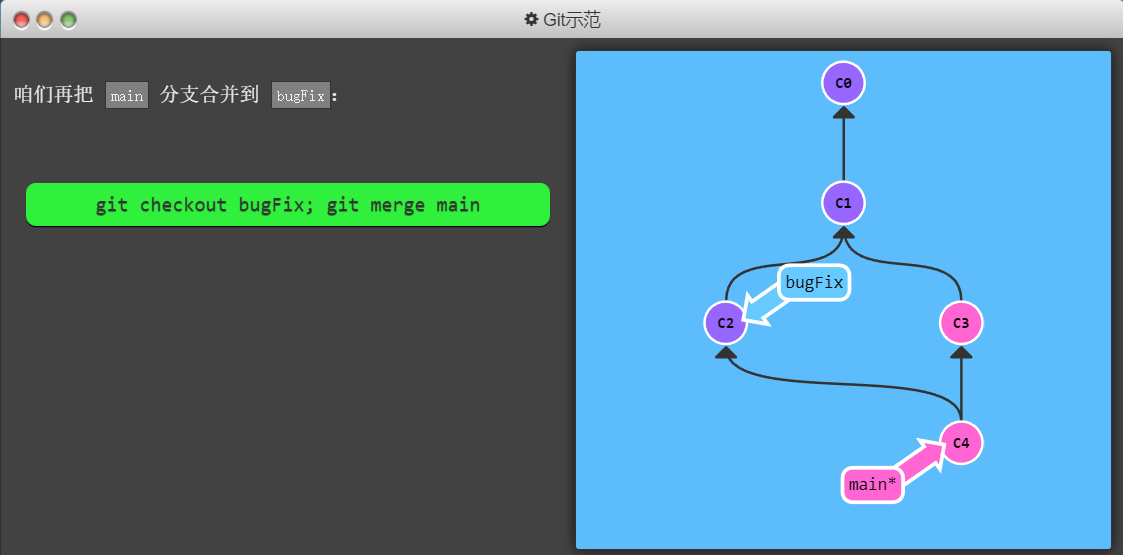 Git示范
咱们再把 main 分支合并到 bugFix：
git checkout bugFix; git merge main
C0
C1
bugFix
C2
C3
C4
main*